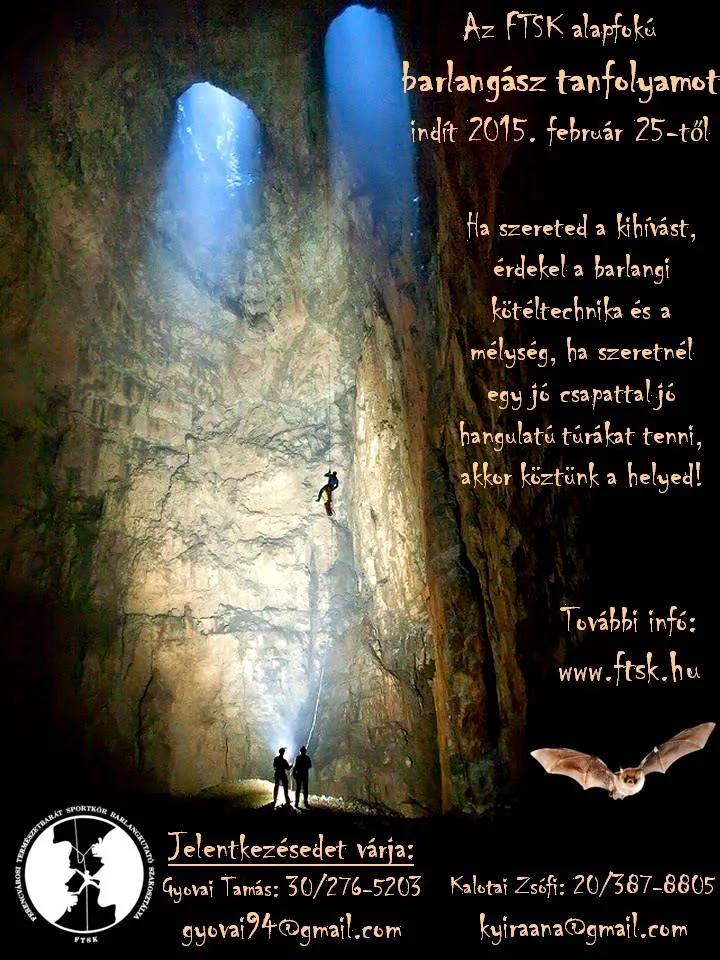 Az FTSK alapfokú
barlangász tanfolyamot
indít 2015. február 25-től
Ha szereted a kihívást,
érdekel a barlangi
kötéltechnika és a
mélység, ha szeretnél
egy jó csapattal jó
hangulatú túrákat tenni,
akkor köztünk a helyed!
További infó:
www.ftsk.hu
FERENCVÁROSI TERMÉSZETBARÁT SPORTKÖR BARLANGKUTATÓ SZAKOSZTÁLYA
FTSK
Jelentkezésedet várja:
Gyovai Tamás: 30/276-5203
gyovai94@gmail.com
Kalotai Zsófi: 20/387-8805
kyiraana@gmail.com